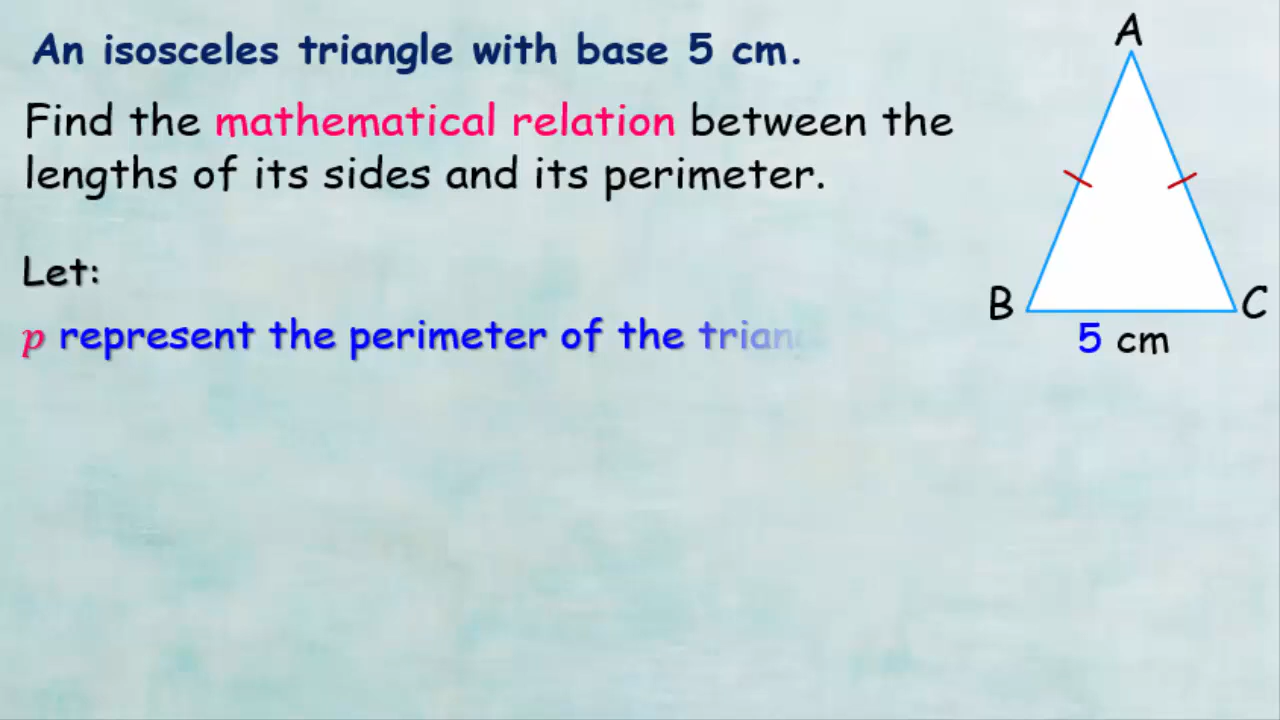 An isosceles triangle with base 5 cm.
Find the mathematical relation between the
lengths of its sides and its perimeter.
Let:
p represent the perimeter of the
A
B
C
5 cm